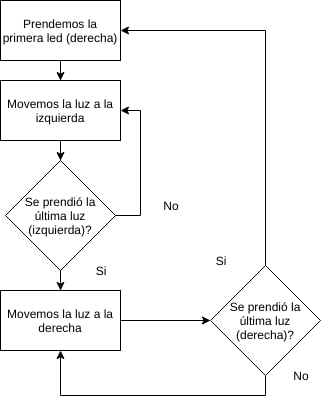 Prendemos la
primera led (derecha)
Movemos la luz a la
izquierda
Se prendió la
última luz
(izquierda)?
No
Si
Movemos la luz a la
derecha
Si
Se prendió la
última luz
(derecha)?
No